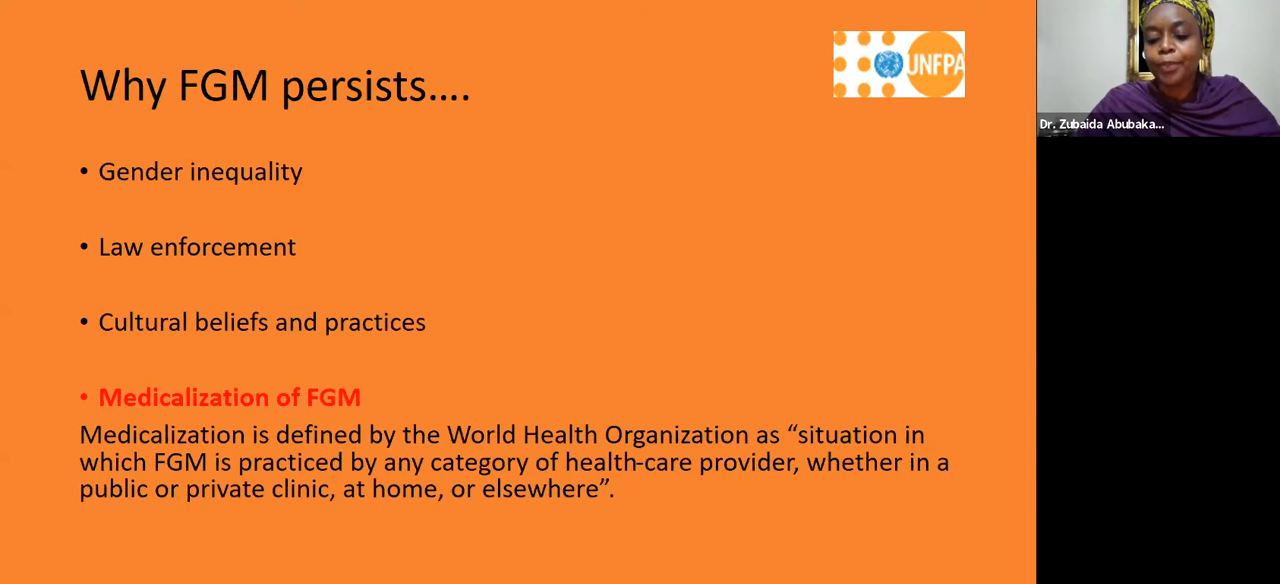 Why FGM persists....
UNFPA
Dr. Zubaida Abubaka...
• Gender inequality
• Law enforcement
• Cultural beliefs and practices
• Medicalization of FGM
Medicalization is defined by the World Health Organization as “situation in
which FGM is practiced by any category of health-care provider, whether in a
public or private clinic, at home, or elsewhere”.